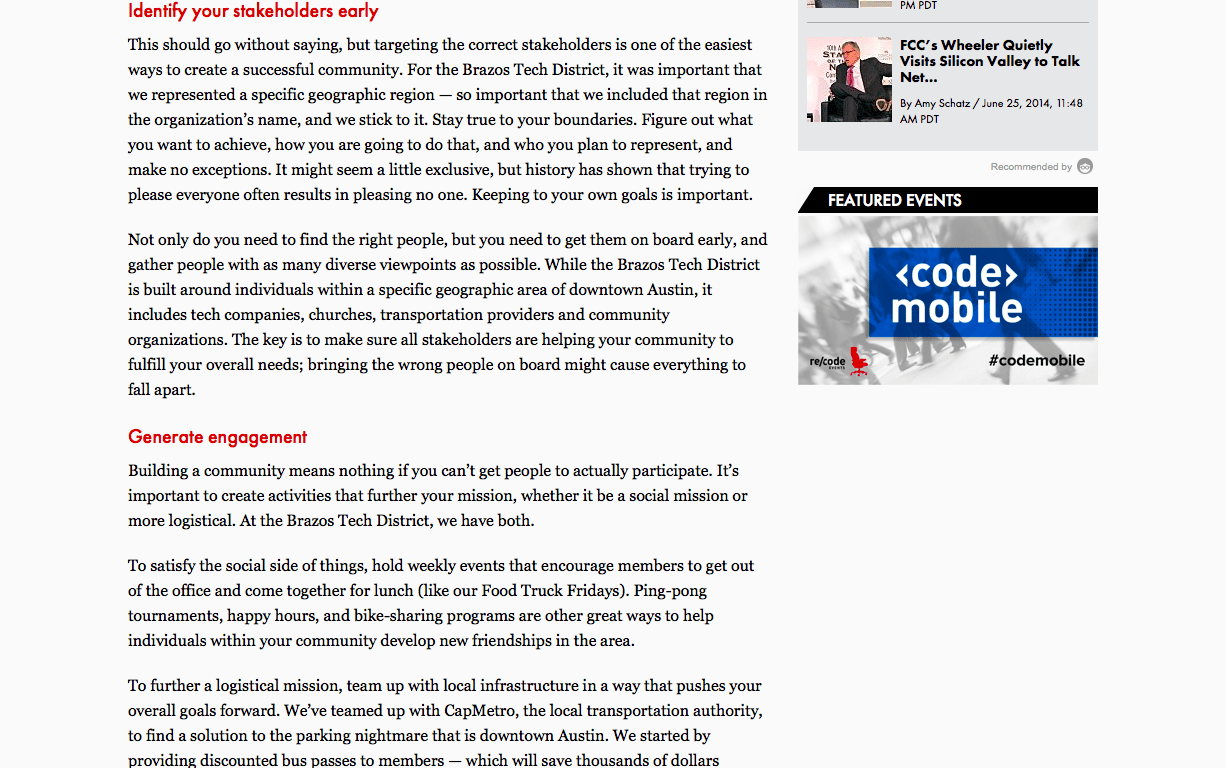 Identify your stakeholders early
This should go without saying, but targeting the correct stakeholders is one of the easiest
ways to create a successful community. For the Brazos Tech District, it was important that
we represented a specific geographic region — so important that we included that region in
the organization’s name, and we stick to it. Stay true to your boundaries. Figure out what
you want to achieve, how you are going to do that, and who you plan to represent, and
make no exceptions. It might seem a little exclusive, but history has shown that trying to
please everyone often results in pleasing no one. Keeping to your own goals is important.
Not only do you need to find the right people, but you need to get them on board early, and
gather people with as many diverse viewpoints as possible. While the Brazos Tech District
is built around individuals within a specific geographic area of downtown Austin, it
includes tech companies, churches, transportation providers and community
organizations. The key is to make sure all stakeholders are helping your community to
fulfill your overall needs; bringing the wrong people on board might cause everything to
fall apart.
Generate engagement
Building a community means nothing if you can’t get people to actually participate. It’s
important to create activities that further your mission, whether it be a social mission or
more logistical. At the Brazos Tech District, we have both.
To satisfy the social side of things, hold weekly events that encourage members to get out
of the office and come together for lunch (like our Food Truck Fridays). Ping-pong
tournaments, happy hours, and bike-sharing programs are other great ways to help
individuals within your community develop new friendships in the area.
To further a logistical mission, team up with local infrastructure in a way that pushes your
overall goals forward. We’ve teamed up with CapMetro, the local transportation authority,
to find a solution to the parking nightmare that is downtown Austin. We started by
providing discounted bus passes to members — which will save thousands of dollars
PM PDT
FCC’s Wheeler Quietly
Visits Silicon Valley to Talk
Net...
By Amy Schatz / June 25, 2014, 11:48
AM PDT
Recommended by
FEATURED EVENTS
<code>
mobile
re/code
EVENTS
#codemobile